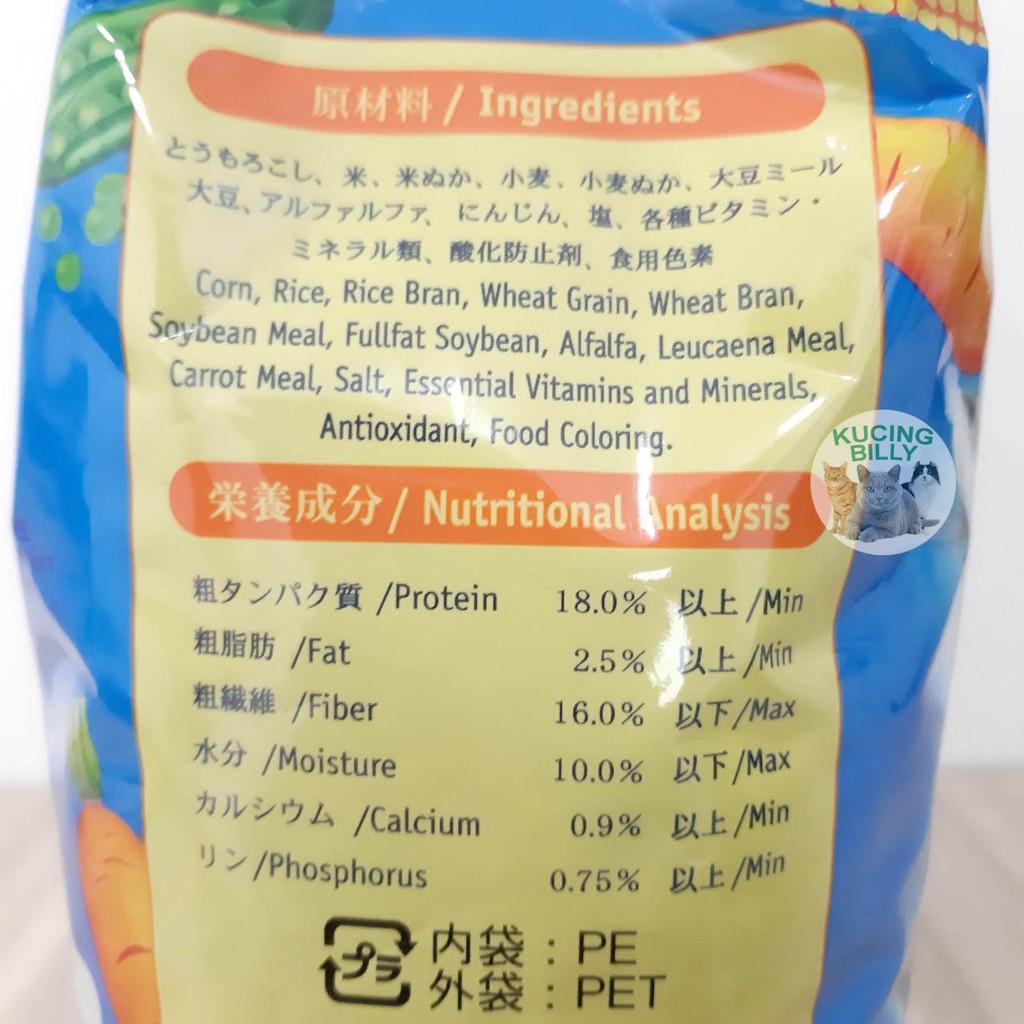 原材料 / Ingredients
とうもろこし、米、米ぬか、小麦、小麦ぬか、大豆ミール
大豆、アルファルファ、にんじん、塩、各種ビタミン・
ミネラル類、酸化防止剤、食用色素
Corn, Rice, Rice Bran, Wheat Grain, Wheat Bran,
Soybean Meal, Fullfat Soybean, Alfalfa, Leucaena Meal,
Carrot Meal, Salt, Essential Vitamins and Minerals,
Antioxidant, Food Coloring.
KUCING
BILLY
栄養成分 / Nutritional Analysis
粗タンパク質 /Protein 18.0% 以上 /Min
粗脂肪 /Fat 2.5% 以上 /Min
粗繊維 /Fiber 16.0% 以下 /Max
水分 /Moisture 10.0% 以下 /Max
カルシウム /Calcium 0.9% 以上 /Min
リン /Phosphorus 0.75% 以上 /Min
プラ 内袋 : PE
外袋 : PET